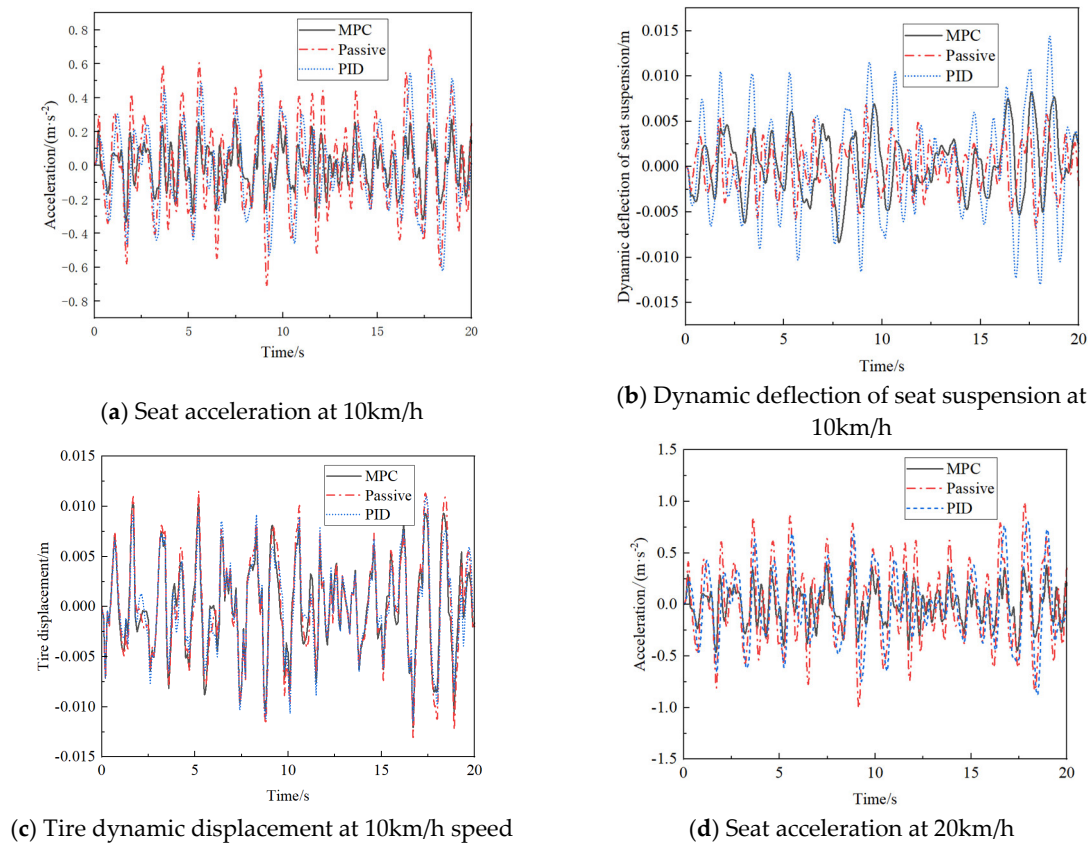 0.8
0.6
0.4
0.2
0.0
-0.2
-0.4
-0.6
-0.8
Acceleration/(m·s⁻²)
MPC
Passive
PID
0 5 10 15 20
Time/s
(a) Seat acceleration at 10km/h
0.015
0.010
0.005
0.000
-0.005
-0.010
-0.015
Dynamic deflection of seat suspension/m
MPC
Passive
PID
0 5 10 15 20
Time/s
(b) Dynamic deflection of seat suspension at
10km/h
0.015
0.010
0.005
0.000
-0.005
-0.010
-0.015
Tire displacement/m
MPC
Passive
PID
0 5 10 15 20
Time/s
(c) Tire dynamic displacement at 10km/h speed
1.5
1.0
0.5
0.0
-0.5
-1.0
-1.5
Acceleration/ (m·s⁻²)
MPC
Passive
PID
0 5 10 15 20
Time/s
(d) Seat acceleration at 20km/h